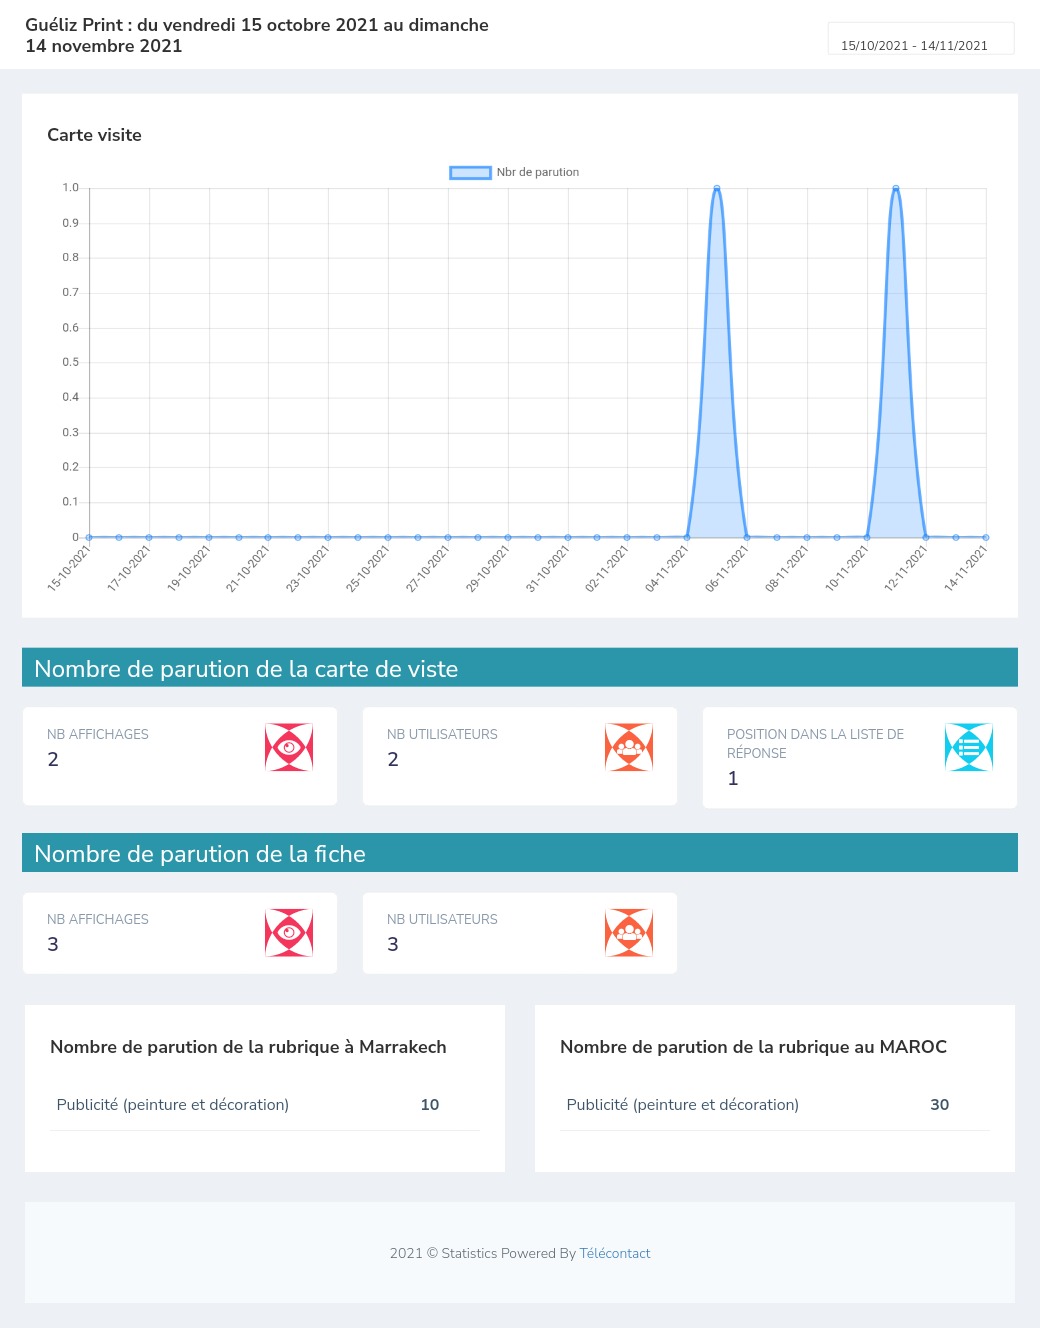 Guéliz Print : du vendredi 15 octobre 2021 au dimanche
14 novembre 2021
15/10/2021 - 14/11/2021
Carte visite
Nbr de parution
1.0
0.9
0.8
0.7
0.6
0.5
0.4
0.3
0.2
0.1
0
15-10-2021
17-10-2021
19-10-2021
21-10-2021
23-10-2021
25-10-2021
27-10-2021
29-10-2021
31-10-2021
02-11-2021
04-11-2021
06-11-2021
08-11-2021
10-11-2021
12-11-2021
14-11-2021
Nombre de parution de la carte de viste
NB AFFICHAGES
2
NB UTILISATEURS
2
POSITION DANS LA LISTE DE
RÉPONSE
1
Nombre de parution de la fiche
NB AFFICHAGES
3
NB UTILISATEURS
3
Nombre de parution de la rubrique à Marrakech
Publicité (peinture et décoration) 10
Nombre de parution de la rubrique au MAROC
Publicité (peinture et décoration) 30
2021 © Statistics Powered By Télécontact